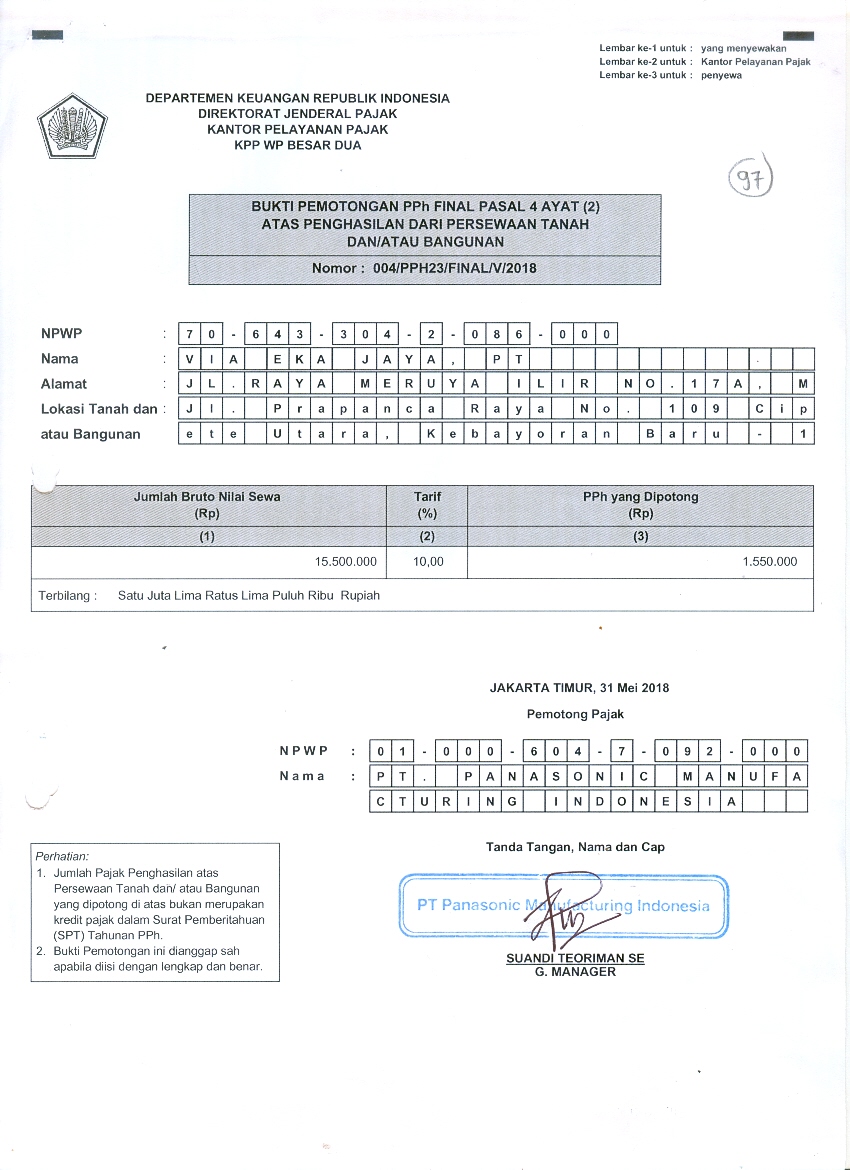 Lembar ke-1 untuk : yang menyewakan
Lembar ke-2 untuk : Kantor Pelayanan Pajak
Lembar ke-3 untuk : penyewa
DEPARTEMEN KEUANGAN REPUBLIK INDONESIA
DIREKTORAT JENDERAL PAJAK
KANTOR PELAYANAN PAJAK
KPP WP BESAR DUA
97
BUKTI PEMOTONGAN PPh FINAL PASAL 4 AYAT (2)
ATAS PENGHASILAN DARI PERSEWAAN TANAH
DAN/ATAU BANGUNAN
Nomor : 004/PPH23/FINAL/V/2018
NPWP : 70-643-304-2-086-000
Nama : VIA EKA JAYA, PT
Alamat : JL.RAYA MERUYA ILIR NO.17A, M
Lokasi Tanah dan : Jl. Prapanca Raya No. 109 Cip
atau Bangunan ete Utara, Kebayoran Baru - 1
Jumlah Bruto Nilai Sewa (Rp) Tarif (%) PPh yang Dipotong (Rp)
(1) (2) (3)
15.500.000 10,00 1.550.000
Terbilang : Satu Juta Lima Ratus Lima Puluh Ribu Rupiah
JAKARTA TIMUR, 31 Mei 2018
Pemotong Pajak
NPWP : 01-000-604-7-092-000
Nama : PT. PANASONIC MANUFA
CTURING INDONESIA
Tanda Tangan, Nama dan Cap
PT Panasonic Manufacturing Indonesia
SUANDI TEORIMAN SE
G. MANAGER
Perhatian:
1. Jumlah Pajak Penghasilan atas
Persewaan Tanah dan/ atau Bangunan
yang dipotong di atas bukan merupakan
kredit pajak dalam Surat Pemberitahuan
(SPT) Tahunan PPh.
2. Bukti Pemotongan ini dianggap sah
apabila diisi dengan lengkap dan benar.